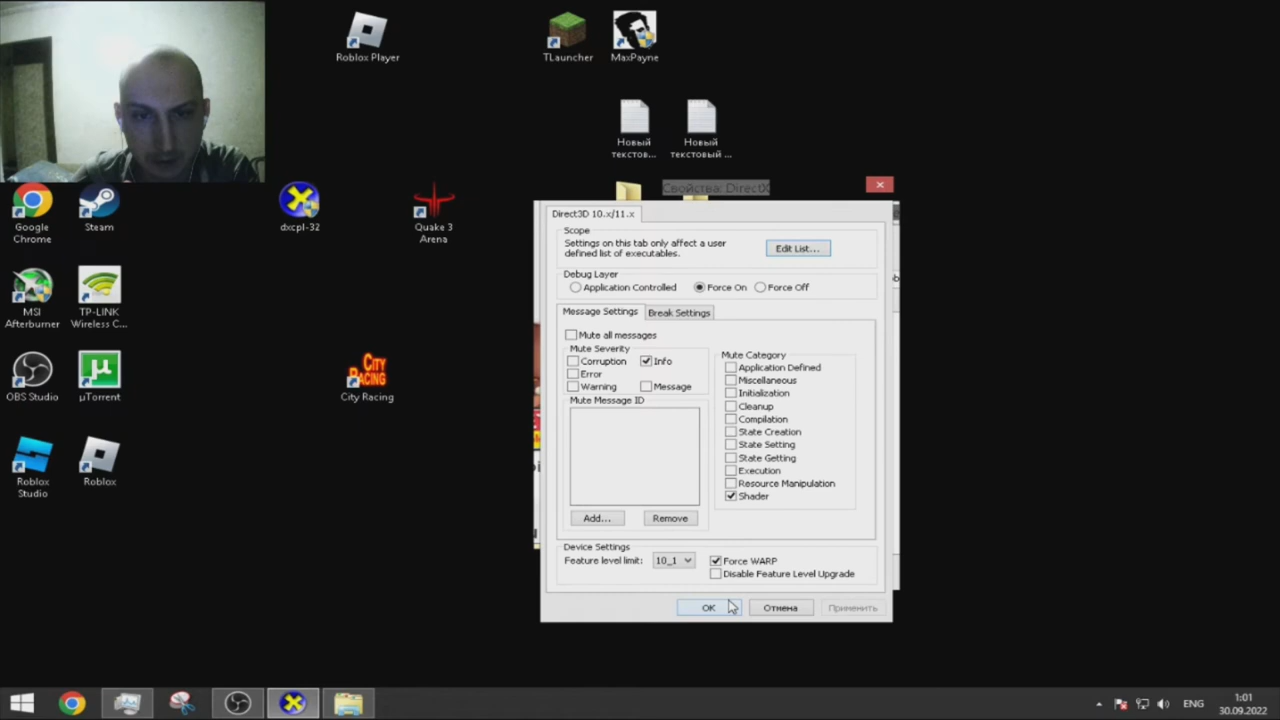 Roblox Player
TLauncher
MaxPayne
Новый
текстов...
Новый
текстовый ...
Google
Chrome
Steam
dxcpl-32
Quake 3
Arena
MSI
Afterburner
TP-LINK
Wireless C...
OBS Studio
µTorrent
City Racing
Roblox
Studio
Roblox
Свойства: DirectX
Direct3D 10.x/11.x
Scope
Settings on this tab only affect a user
defined list of executables.
Edit List...
Debug Layer
Application Controlled
Force On
Force Off
Message Settings
Break Settings
Mute all messages
Mute Severity
Corruption
Info
Error
Warning
Message
Mute Message ID
Add...
Remove
Mute Category
Application Defined
Miscellaneous
Initialization
Cleanup
Compilation
State Creation
State Setting
State Getting
Execution
Resource Manipulation
Shader
Device Settings
Feature level limit:
10_1
Force WARP
Disable Feature Level Upgrade
OK
Отмена
Применить
ENG
1:01
30.09.2022